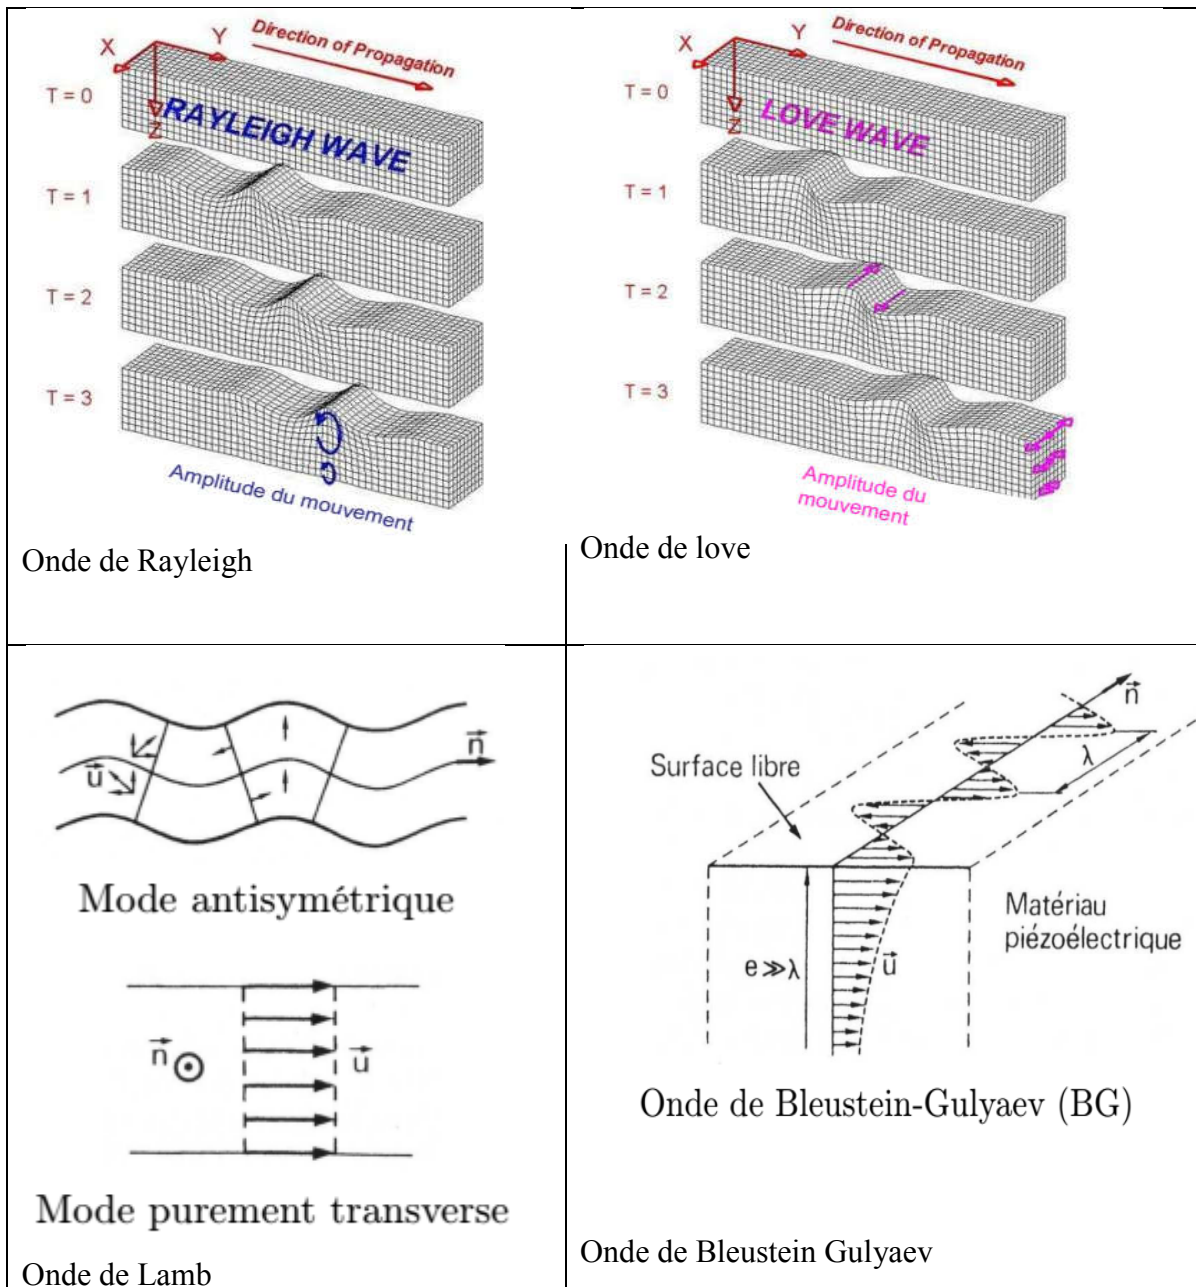 X
Y
Direction of Propagation
T = 0
Z
RAYLEIGH WAVE
T = 1
T = 2
T = 3
Amplitude du mouvement
Onde de Rayleigh
X
Y
Direction of Propagation
T = 0
Z
LOVE WAVE
T = 1
T = 2
T = 3
Amplitude du
mouvement
Onde de love
n⃗
u⃗
Mode antisymétrique
n⃗
u⃗
Mode purement transverse
Onde de Lamb
n⃗
λ
Surface libre
Matériau
piézoélectrique
e≫λ
u⃗
Onde de Bleustein-Gulyaev (BG)
Onde de Bleustein Gulyaev